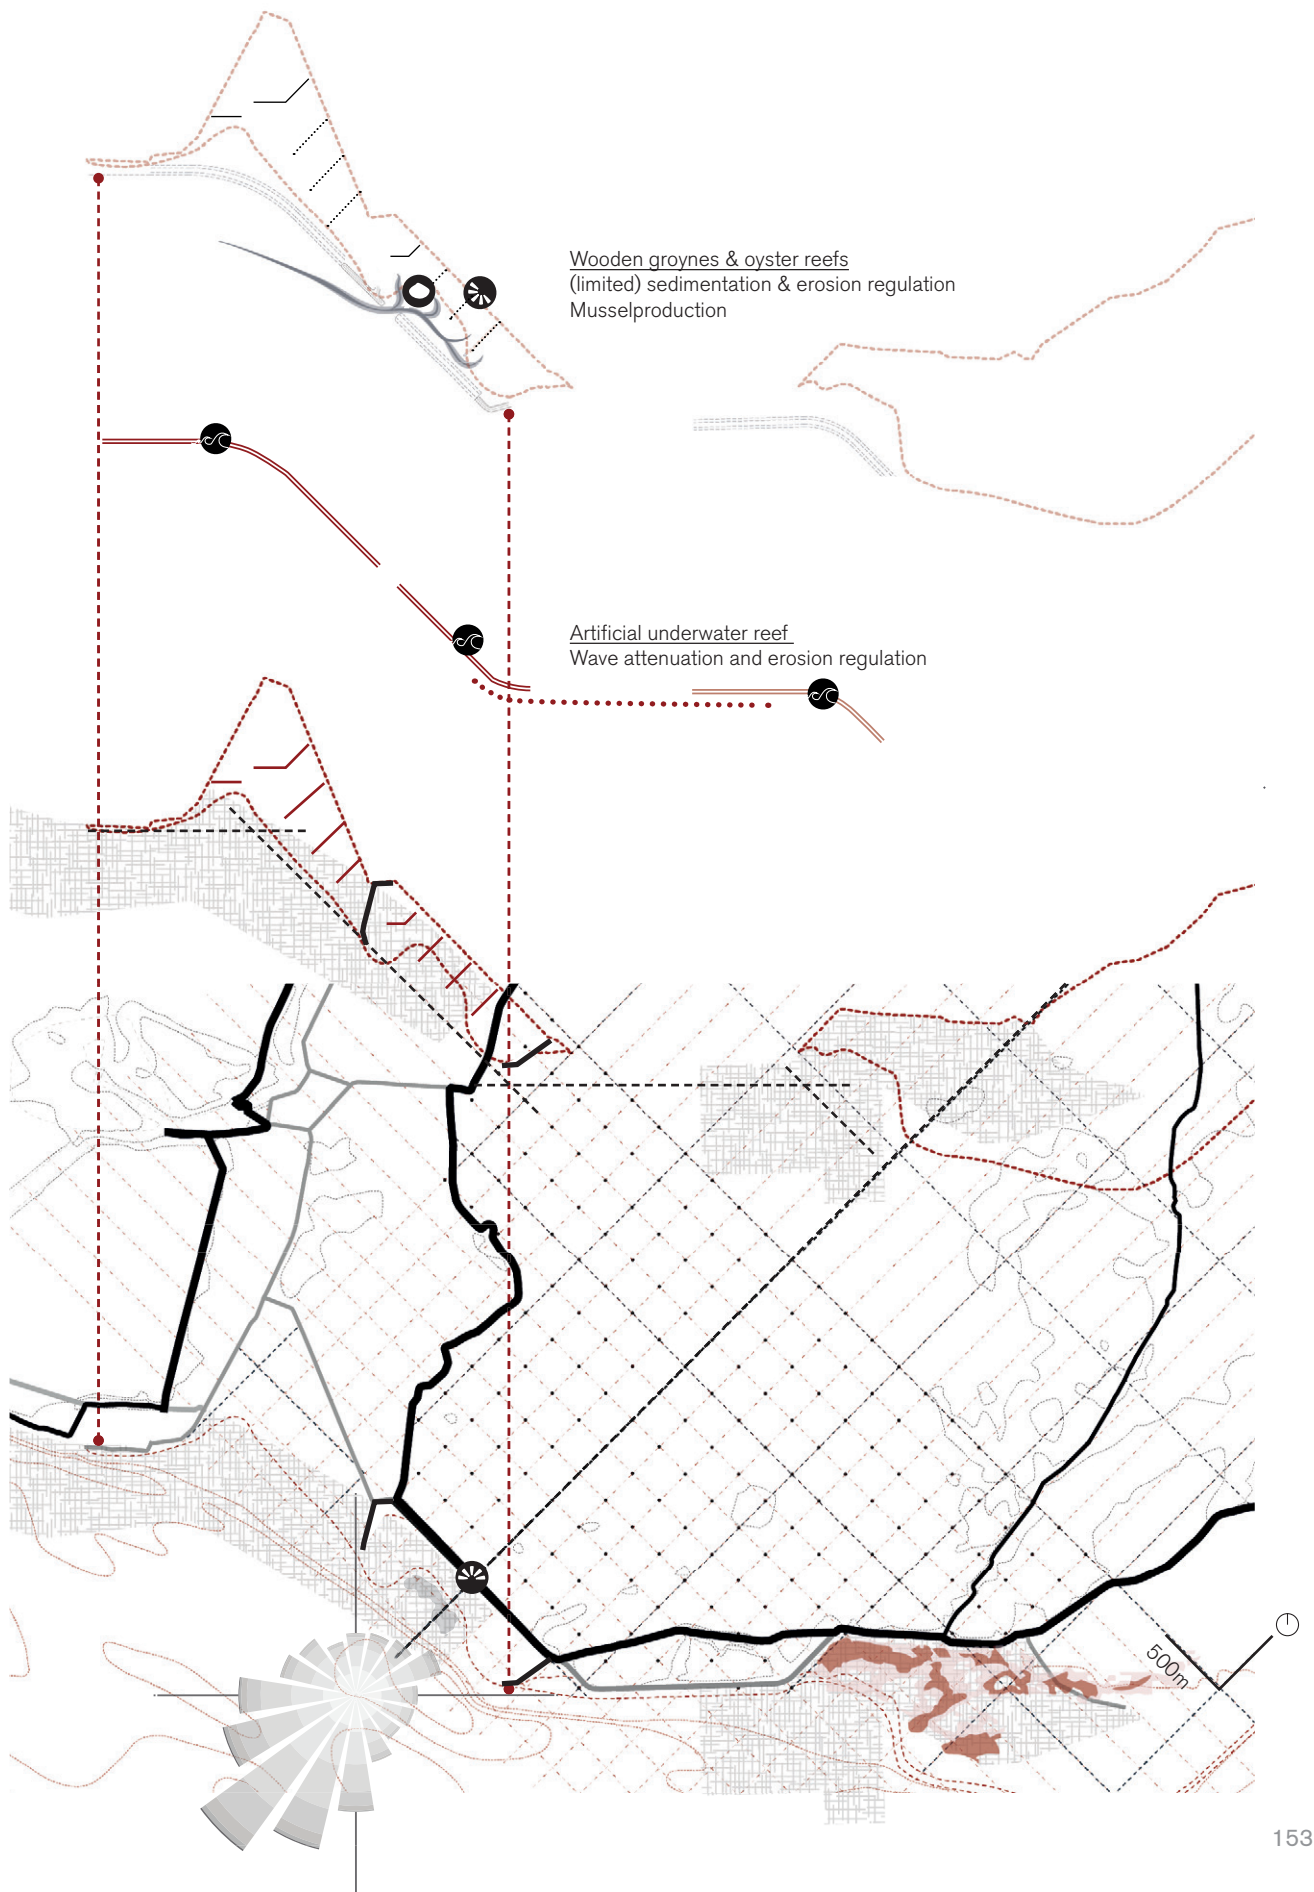 Wooden groynes & oyster reefs
(limited) sedimentation & erosion regulation
Musselproduction
Artificial underwater reef
Wave attenuation and erosion regulation
500m
153